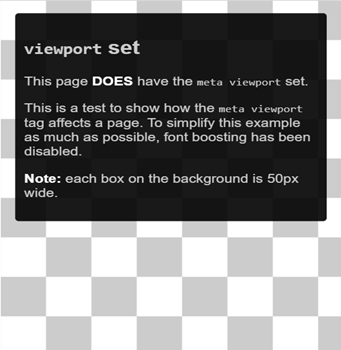 viewport set
This page DOES have the meta viewport set.
This is a test to show how the meta viewport
tag affects a page. To simplify this example
as much as possible, font boosting has been
disabled.
Note: each box on the background is 50px
wide.